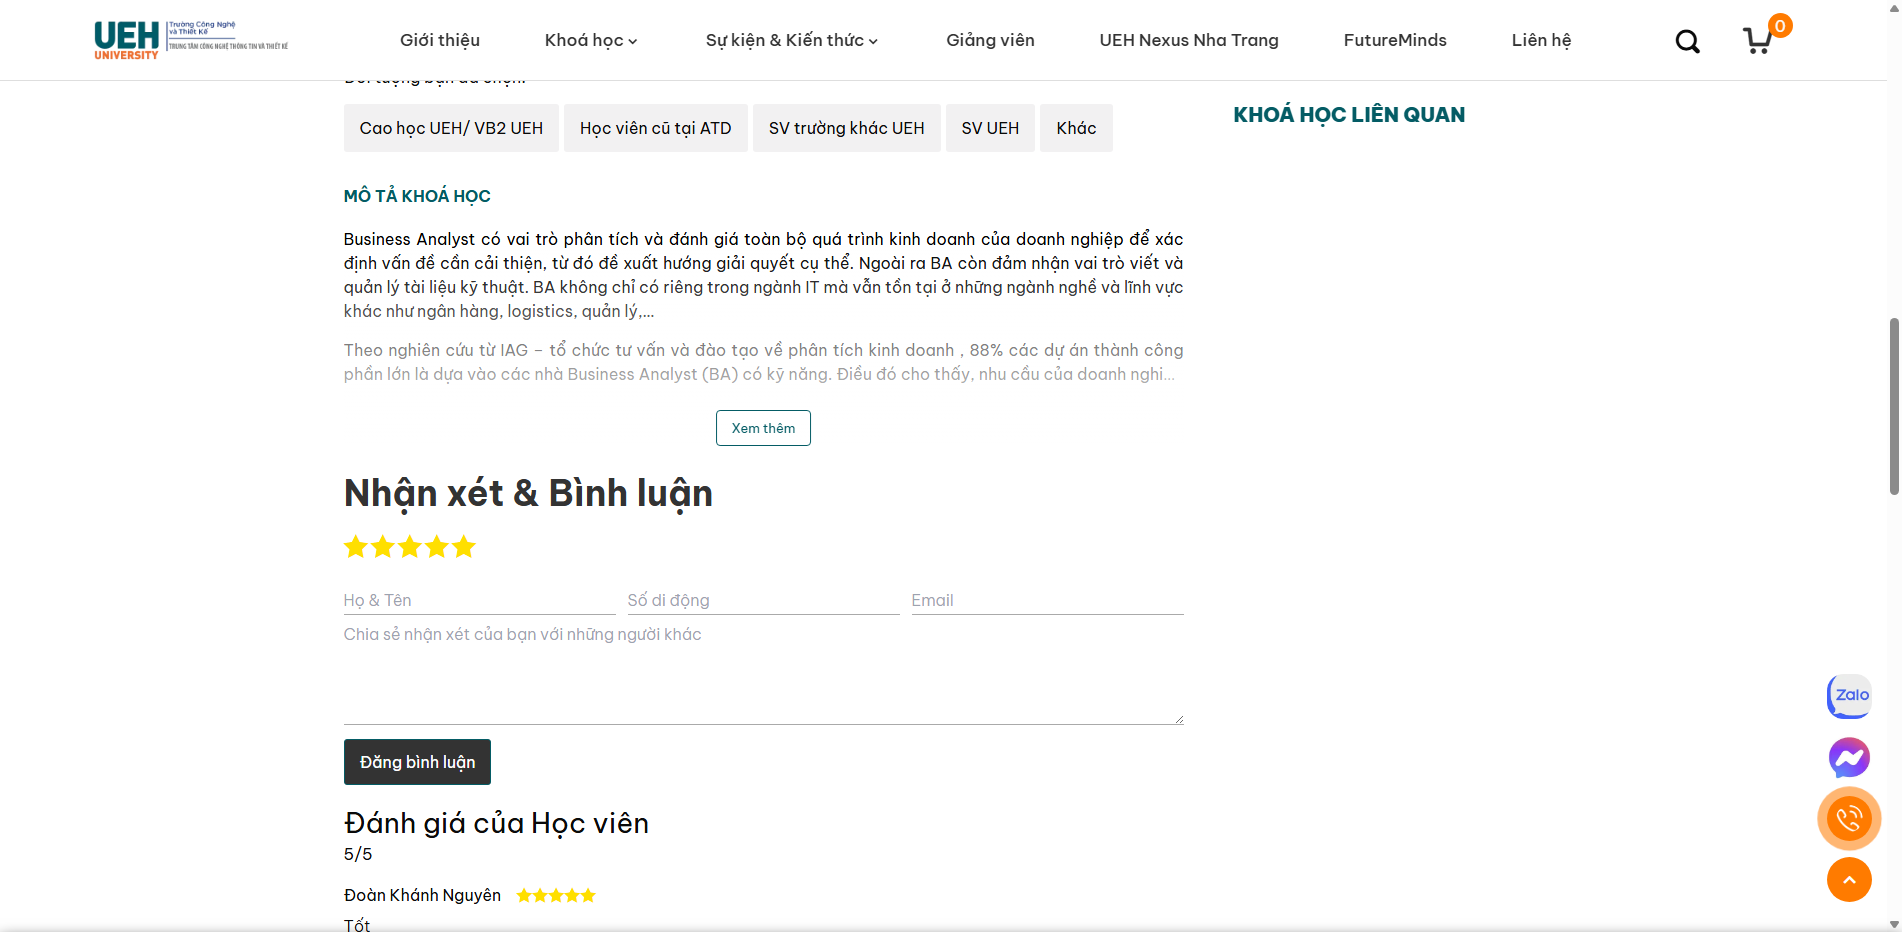 UEH
UNIVERSITY
Trường Công Nghệ
và Thiết Kế
TRUNG TÂM CÔNG NGHỆ THÔNG TIN VÀ THIẾT KẾ
Giới thiệu
Khoá học
Sự kiện & Kiến thức
Giảng viên
UEH Nexus Nha Trang
FutureMinds
Liên hệ
0
Đối tượng bạn đã chọn:
Cao học UEH/ VB2 UEH
Học viên cũ tại ATD
SV trường khác UEH
SV UEH
Khác
KHOÁ HỌC LIÊN QUAN
MÔ TẢ KHOÁ HỌC
Business Analyst có vai trò phân tích và đánh giá toàn bộ quá trình kinh doanh của doanh nghiệp để xác
định vấn đề cần cải thiện, từ đó đề xuất hướng giải quyết cụ thể. Ngoài ra BA còn đảm nhận vai trò viết và
quản lý tài liệu kỹ thuật. BA không chỉ có riêng trong ngành IT mà vẫn tồn tại ở những ngành nghề và lĩnh vực
khác như ngân hàng, logistics, quản lý,...
Theo nghiên cứu từ IAG – tổ chức tư vấn và đào tạo về phân tích kinh doanh , 88% các dự án thành công
phần lớn là dựa vào các nhà Business Analyst (BA) có kỹ năng. Điều đó cho thấy, nhu cầu của doanh nghi...
Xem thêm
Nhận xét & Bình luận
Họ & Tên
Số di động
Email
Chia sẻ nhận xét của bạn với những người khác
Đăng bình luận
Đánh giá của Học viên
5/5
Đoàn Khánh Nguyên
Tốt
Zalo